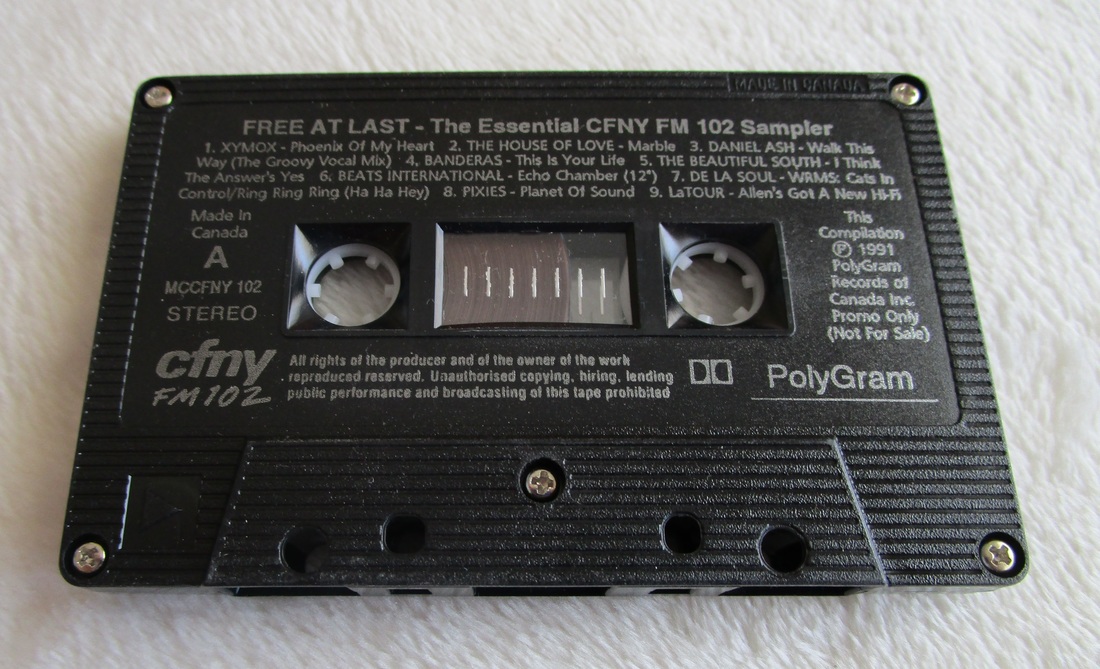 MADE IN CANADA
FREE AT LAST - The Essential CFNY FM 102 Sampler
1. XYMOX - Phoenix Of My Heart 2. THE HOUSE OF LOVE - Marble 3. DANIEL ASH - Walk This
Way (The Groovy Vocal Mix) 4. BANDERAS - This Is Your Life 5. THE BEAUTIFUL SOUTH - I Think
The Answer's Yes 6. BEATS INTERNATIONAL - Echo Chamber (12") 7. DE LA SOUL - WRMS: Cats In
Control/Ring Ring Ring (Ha Ha Hey) 8. PIXIES - Planet Of Sound 9. LaTOUR - Allen's Got A New Hi-Fi
Made In
Canada
A
MCCFNY 102
STEREO
This
Compilation
Ⓟ 1991
PolyGram
Records of
Canada Inc.
Promo Only
(Not For Sale)
cfny
FM102
All rights of the producer and of the owner of the work
reproduced reserved. Unauthorised copying, hiring, lending
public performance and broadcasting of this tape prohibited
PolyGram